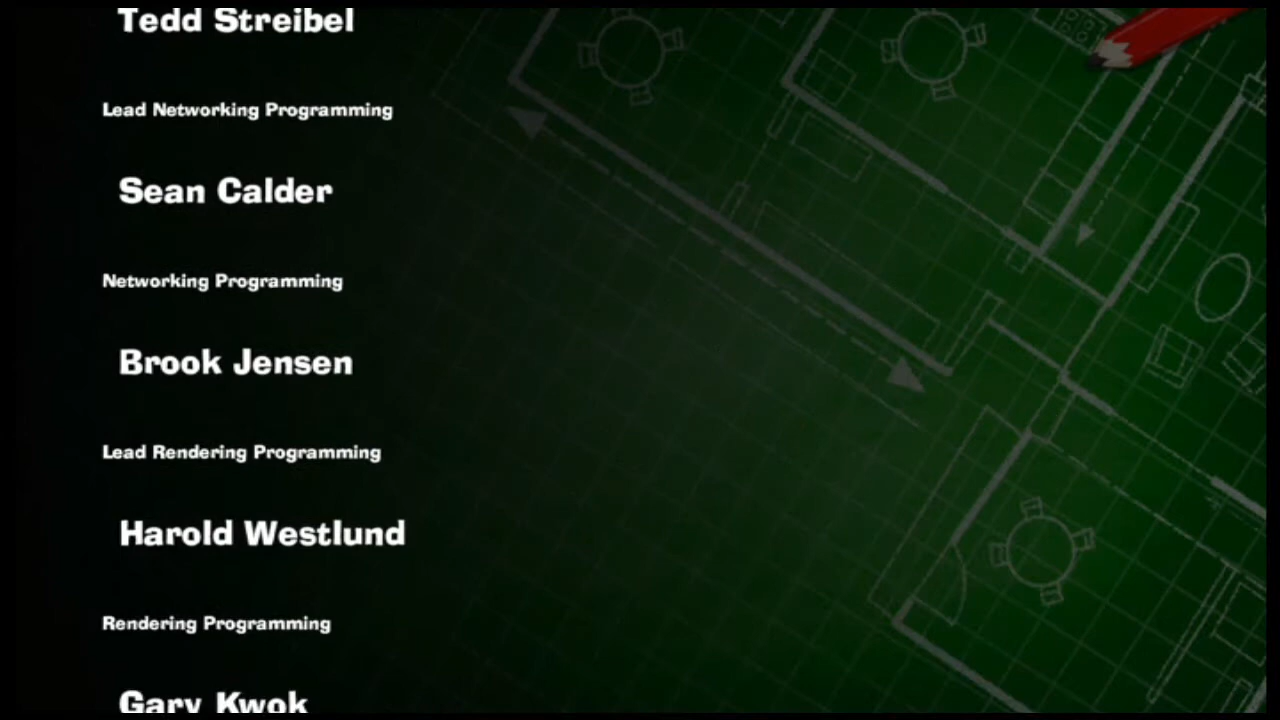 Tedd Streibel
Lead Networking Programming
Sean Calder
Networking Programming
Brook Jensen
Lead Rendering Programming
Harold Westlund
Rendering Programming
Gary Kwok